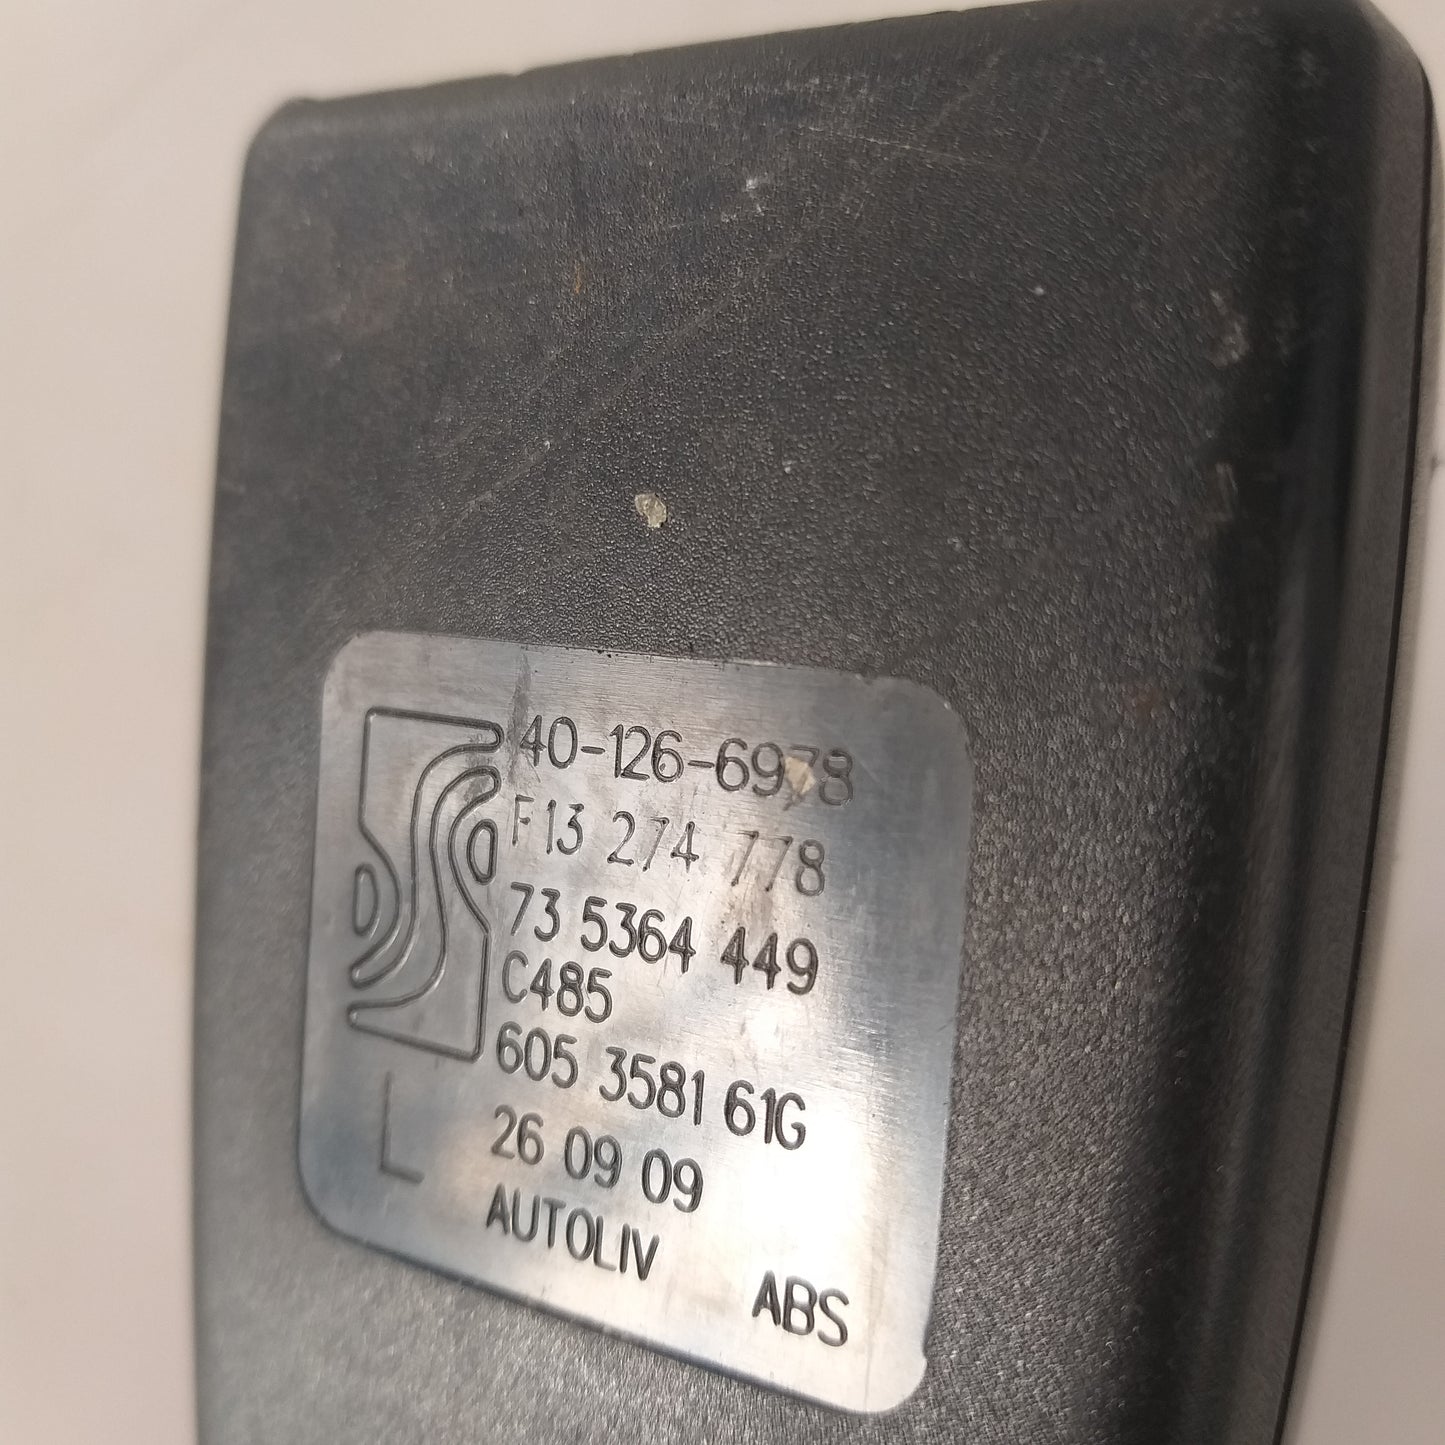 40-126-6978
F13 274 778
73 5364 449
C485
605 3581 61G
L
26 09 09
AUTOLIV
ABS